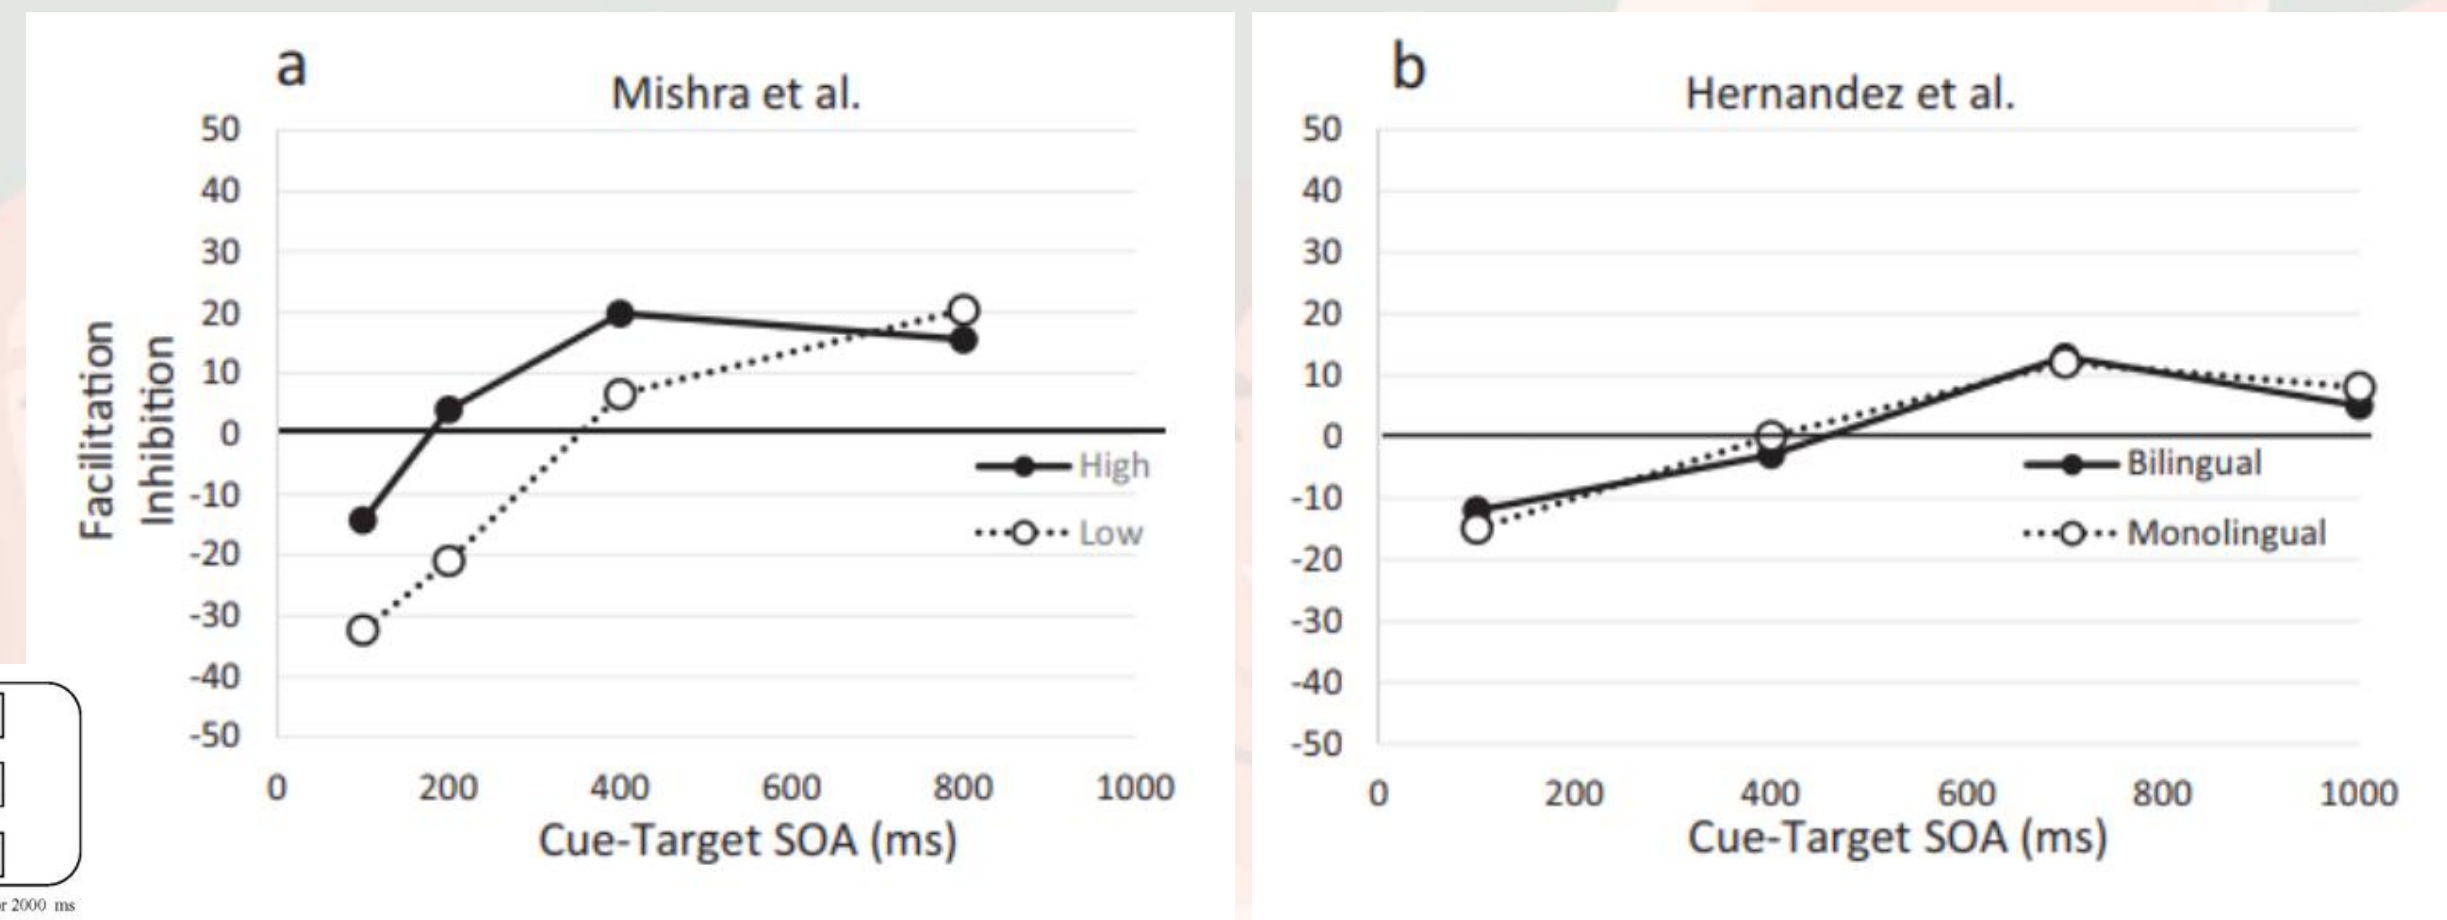 a
Mishra et al.
50
40
30
20
10
0
-10
-20
-30
-40
-50
Facilitation
Inhibition
High
Low
0 200 400 600 800 1000
Cue-Target SOA (ms)
b
Hernandez et al.
50
40
30
20
10
0
-10
-20
-30
-40
-50
Bilingual
Monolingual
0 200 400 600 800 1000
Cue-Target SOA (ms)
2000 ms